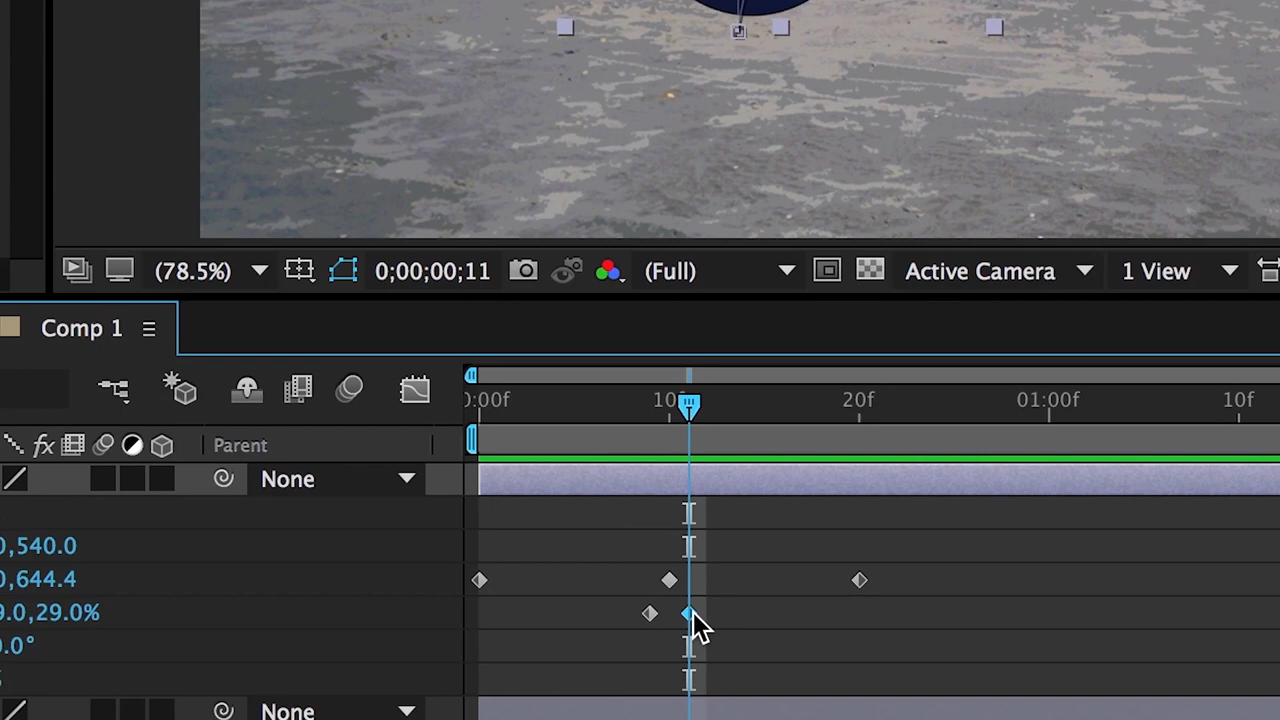 (78.5%) 0;00;00;11 (Full) Active Camera 1 View
Comp 1
0:00f 20f 01:00f 10f
fx Parent
None
0,540.0
0,644.4
9.0,29.0%
0.0°
None